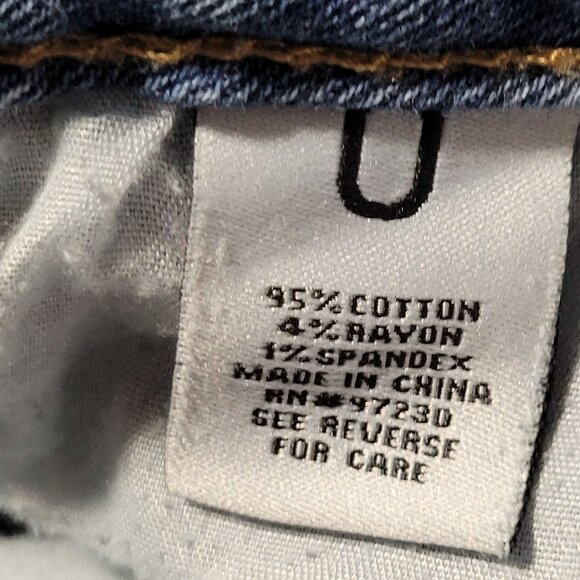 0
95% COTTON
4% RAYON
1% SPANDEX
MADE IN CHINA
RN#97230
SEE REVERSE
FOR CARE